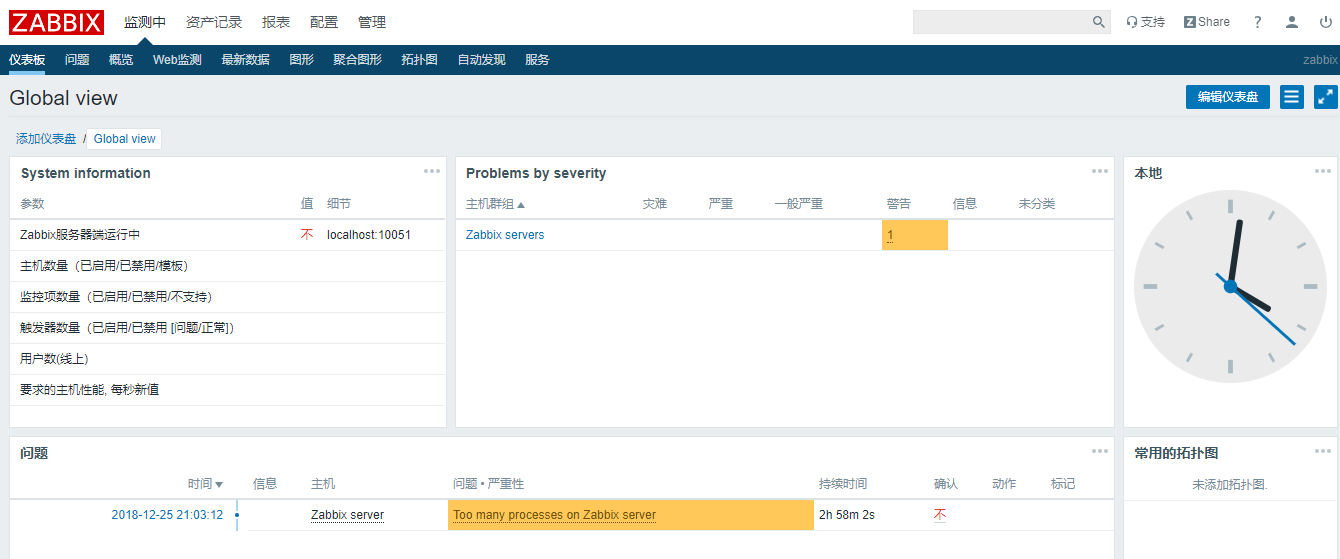 ZABBIX 监测中 资产记录 报表 配置 管理 支持 Z Share ?
仪表板 问题 概览 Web监测 最新数据 图形 聚合图形 拓扑图 自动发现 服务 zabbix
Global view 编辑仪表盘
添加仪表盘 / Global view
System information
参数 值 细节
Zabbix服务器端运行中 不 localhost:10051
主机数量（已启用/已禁用/模板）
监控项数量（已启用/已禁用/不支持）
触发器数量（已启用/已禁用 [问题/正常]）
用户数(线上)
要求的主机性能, 每秒新值
Problems by severity
主机群组 灾难 严重 一般严重 警告 信息 未分类
Zabbix servers 1
本地
问题
时间 信息 主机 问题 • 严重性 持续时间 确认 动作 标记
2018-12-25 21:03:12 Zabbix server Too many processes on Zabbix server 2h 58m 2s 不
常用的拓扑图
未添加拓扑图.